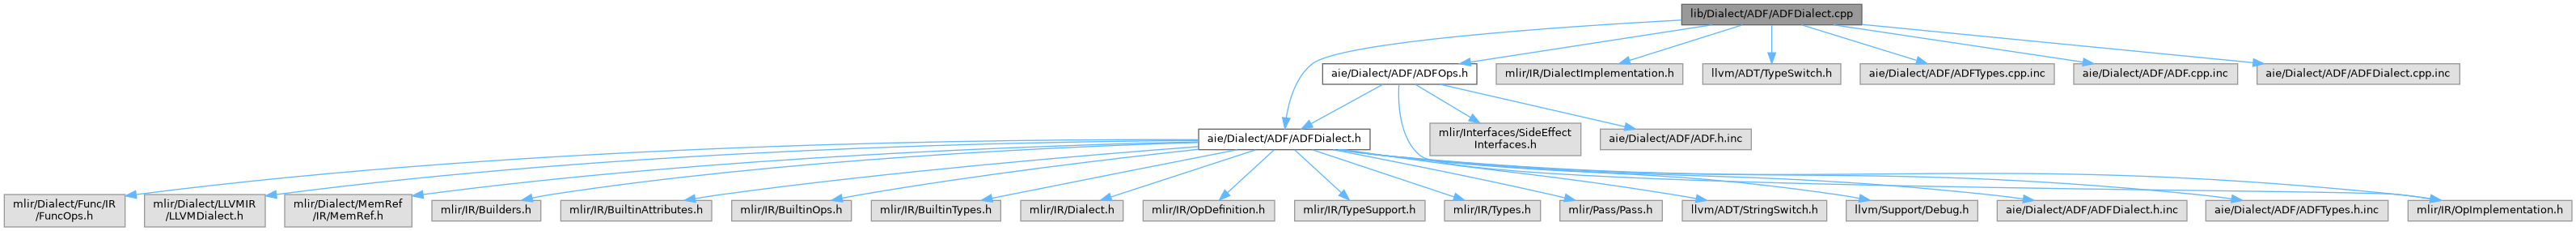 lib/Dialect/ADF/ADFDialect.cpp
aie/Dialect/ADF/ADFOps.h
mlir/IR/DialectImplementation.h
llvm/ADT/TypeSwitch.h
aie/Dialect/ADF/ADFTypes.cpp.inc
aie/Dialect/ADF/ADF.cpp.inc
aie/Dialect/ADF/ADFDialect.cpp.inc
aie/Dialect/ADF/ADFDialect.h
mlir/Interfaces/SideEffect
Interfaces.h
aie/Dialect/ADF/ADF.h.inc
mlir/Dialect/Func/IR
/FuncOps.h
mlir/Dialect/LLVMIR
/LLVMDialect.h
mlir/Dialect/MemRef
/IR/MemRef.h
mlir/IR/Builders.h
mlir/IR/BuiltinAttributes.h
mlir/IR/BuiltinOps.h
mlir/IR/BuiltinTypes.h
mlir/IR/Dialect.h
mlir/IR/OpDefinition.h
mlir/IR/TypeSupport.h
mlir/IR/Types.h
mlir/Pass/Pass.h
llvm/ADT/StringSwitch.h
llvm/Support/Debug.h
aie/Dialect/ADF/ADFDialect.h.inc
aie/Dialect/ADF/ADFTypes.h.inc
mlir/IR/OpImplementation.h